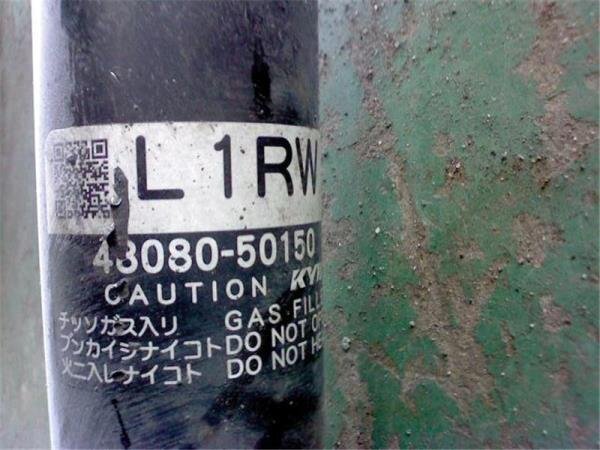 L 1RW
48080-50150
CAUTION KY
チッソガス入リ GAS FILL
ブンカイシナイコト DO NOT OP
火ニ入レナイコト DO NOT HE